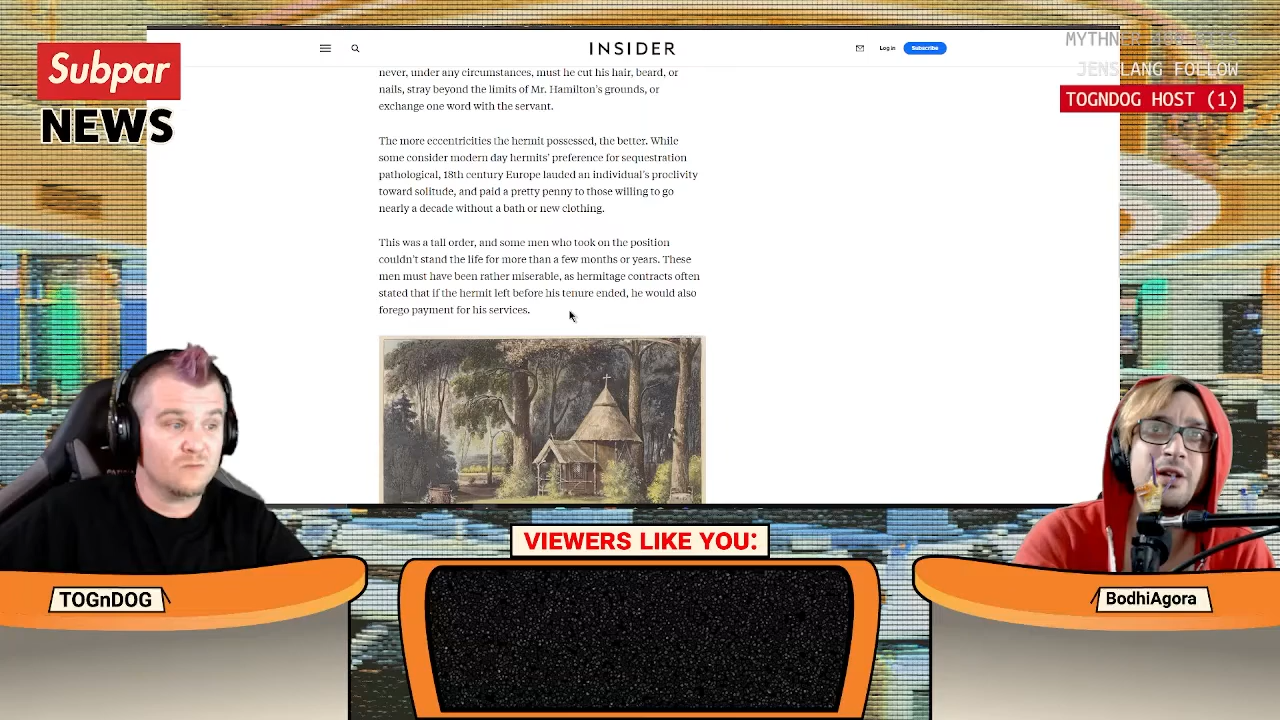 Subpar
NEWS
INSIDER
Log in
Subscribe
JENSLANG FOLLOW
TOGNDOG HOST (1)
must he cut his hair, beard, or
nails, stray outside the limits of Mr. Hamilton's grounds, or
exchange one word with the servant."
The more eccentricities the hermit possessed, the better. While
some consider modern day hermits' preference for sequestration
pathological, 18th-century Europe lauded an individual's proclivity
toward solitude, and paid a pretty penny to those willing to go
nearly a decade without a bath or new clothing.
This was a tall order, and some men who took on the position
couldn't stand the life for more than a few months or years. These
men must have been rather miserable, as hermitage contracts often
stated that if the hermit left before his tenure ended, he would also
forego payment for his services.
VIEWERS LIKE YOU:
TOGnDOG
BodhiAgora